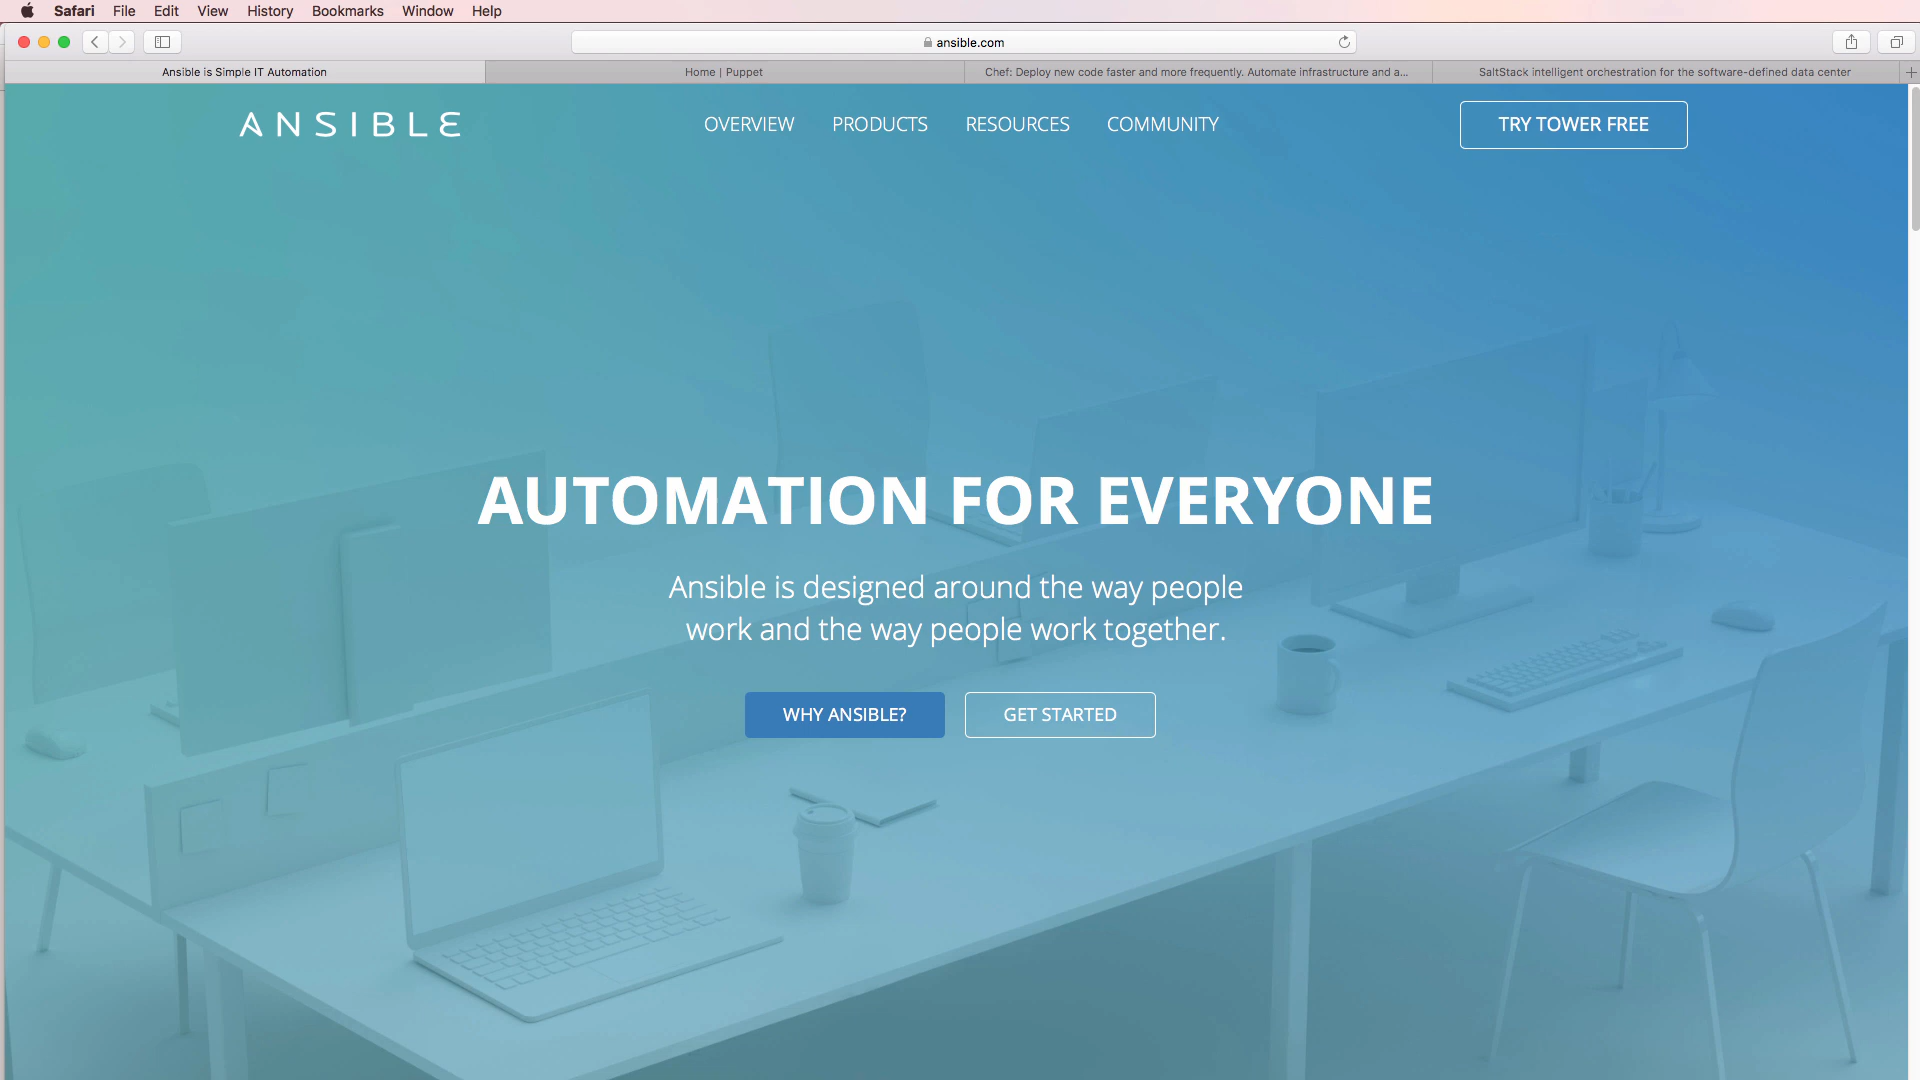 Safari File Edit View History Bookmarks Window Help
ansible.com
Ansible is Simple IT Automation
Home | Puppet
Chef: Deploy new code faster and more frequently. Automate infrastructure and a...
SaltStack intelligent orchestration for the software-defined data center
ANSIBLE
OVERVIEW PRODUCTS RESOURCES COMMUNITY
TRY TOWER FREE
AUTOMATION FOR EVERYONE
Ansible is designed around the way people
work and the way people work together.
WHY ANSIBLE?
GET STARTED